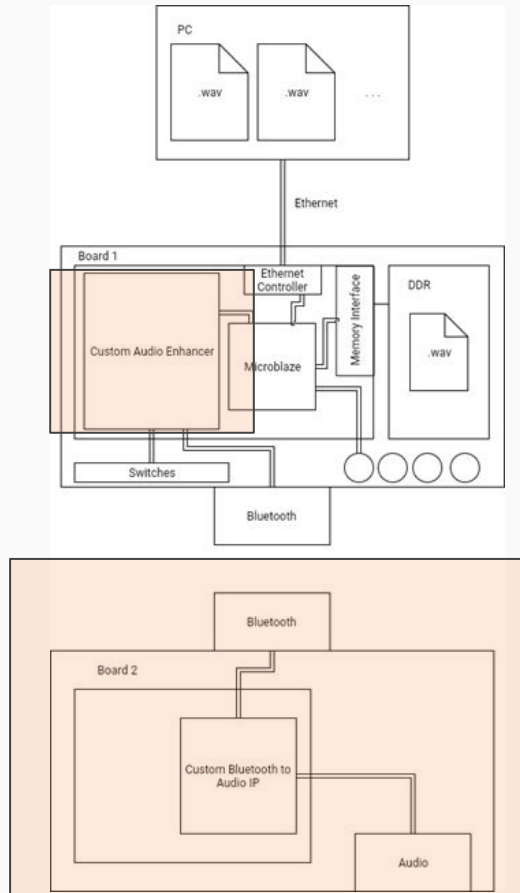 PC
.wav
.wav
. . .
Ethernet
Board 1
Ethernet
Controller
Memory Interface
DDR
Custom Audio Enhancer
Microblaze
.wav
Switches
Bluetooth
Bluetooth
Board 2
Custom Bluetooth to
Audio IP
Audio